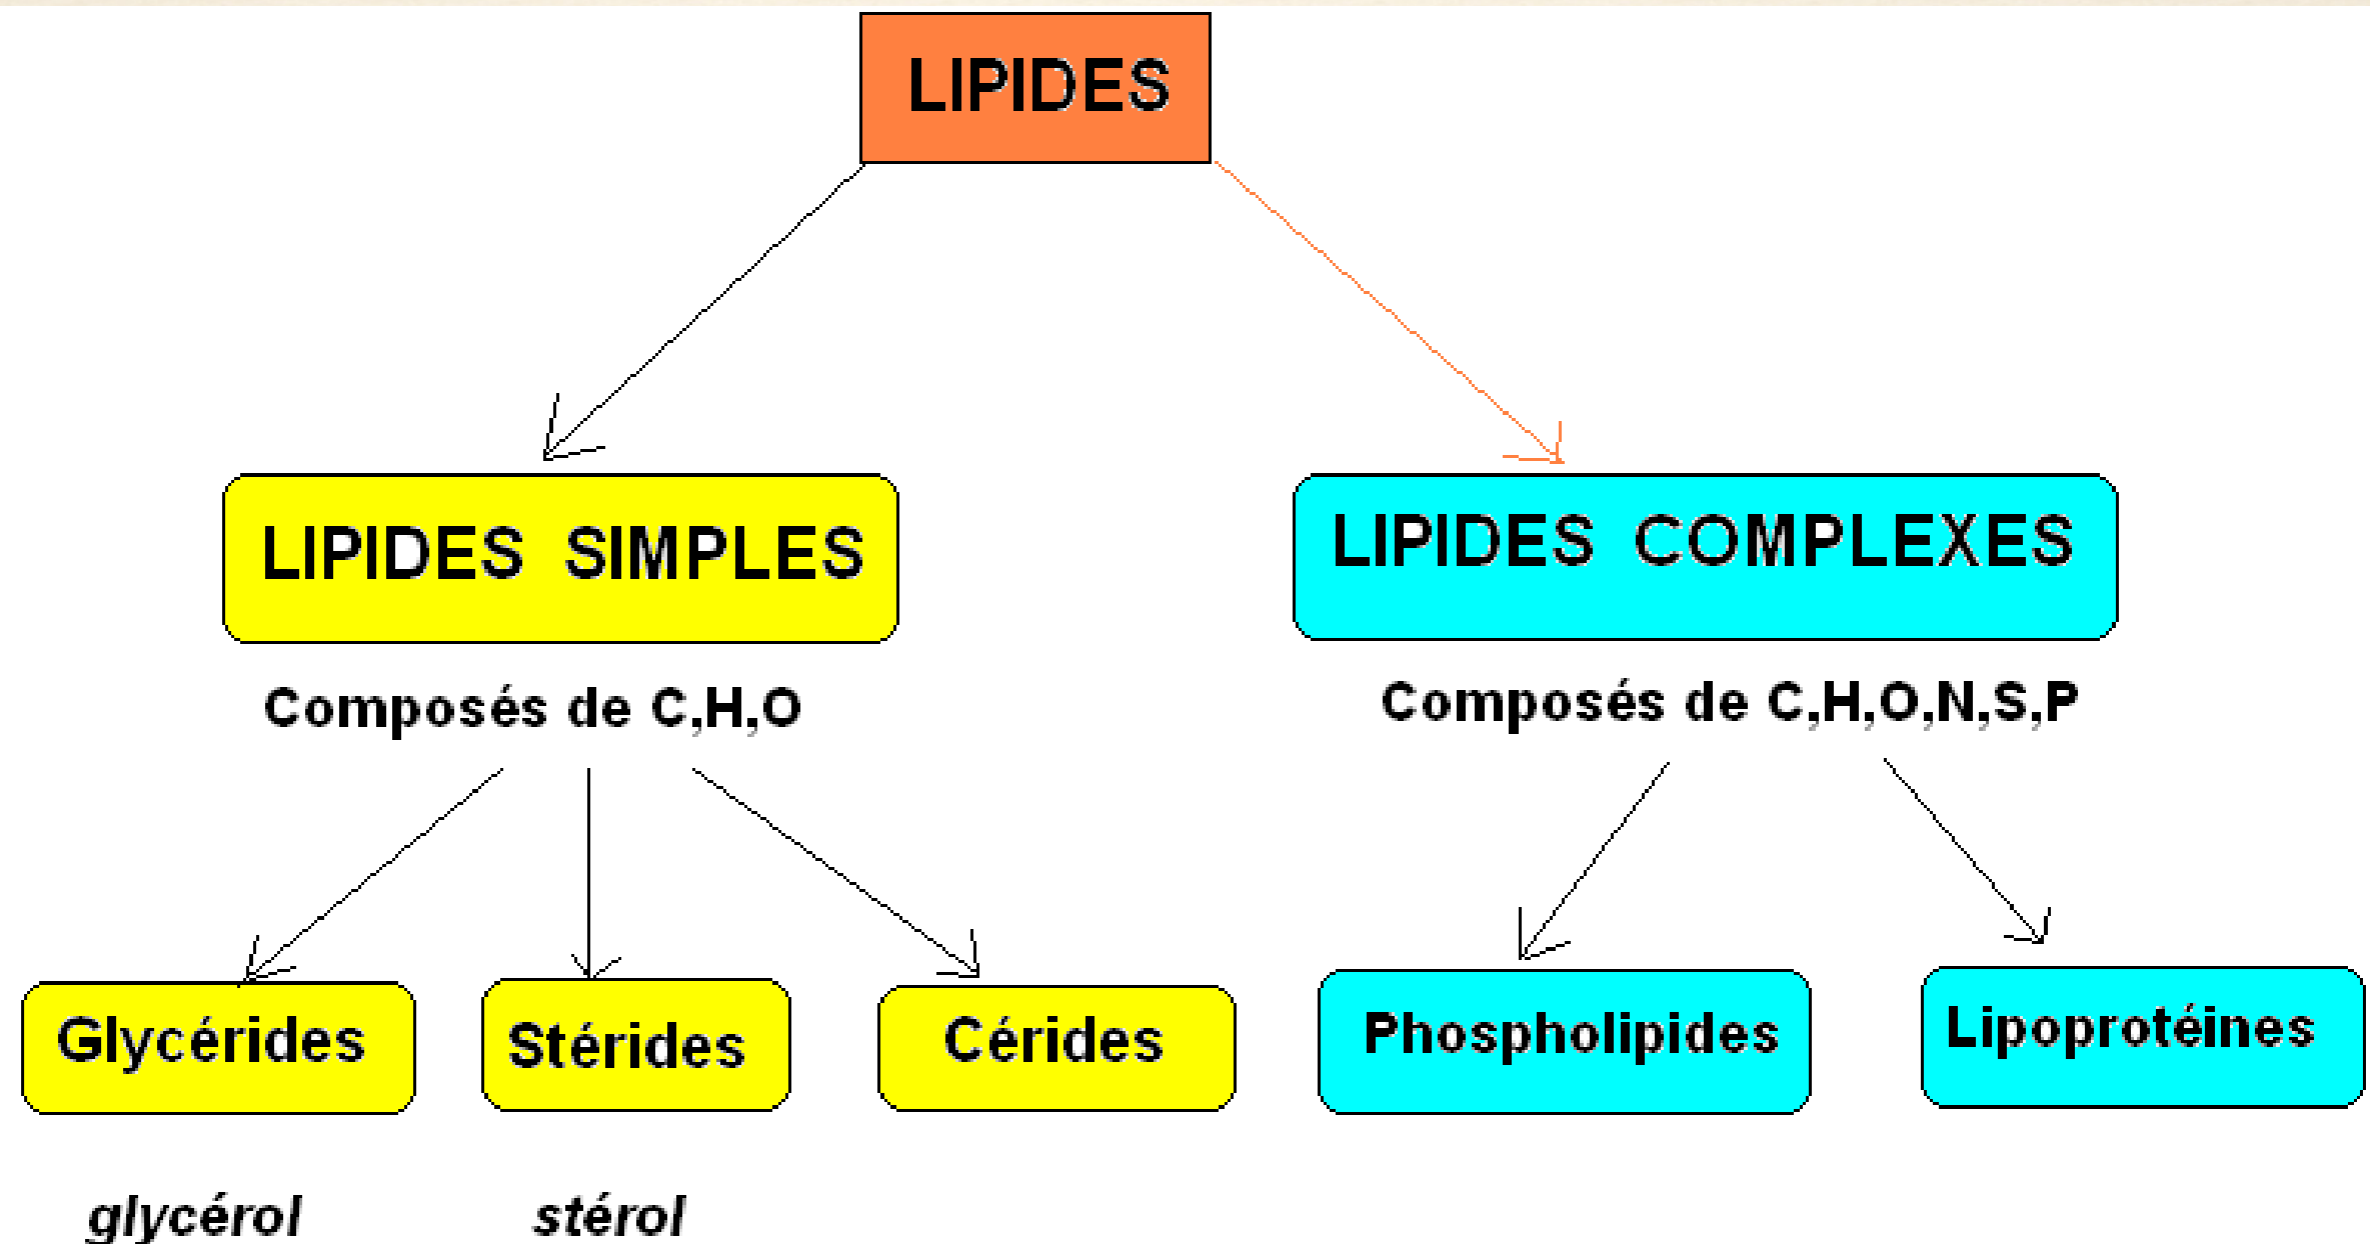 LIPIDES
LIPIDES SIMPLES
LIPIDES COMPLEXES
Composés de C,H,O
Composés de C,H,O,N,S,P
Glycérides
Stérides
Cérides
Phospholipides
Lipoprotéines
glycérol
stérol